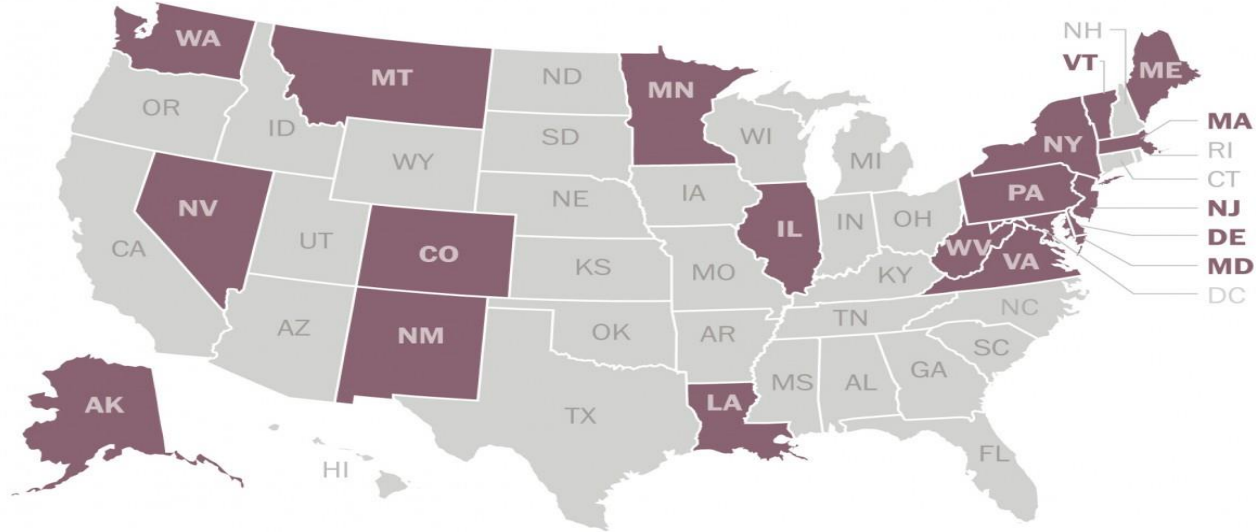 NH
WA
VT
ME
MT
ND
MN
OR
MA
ID
SD
WI
NY
RI
WY
MI
CT
NE
IA
PA
NV
NJ
IL
IN
OH
DE
UT
CA
CO
WV
VA
MD
KS
MO
KY
DC
NC
AZ
NM
OK
AR
TN
SC
GA
MS
AL
AK
LA
TX
FL
HI